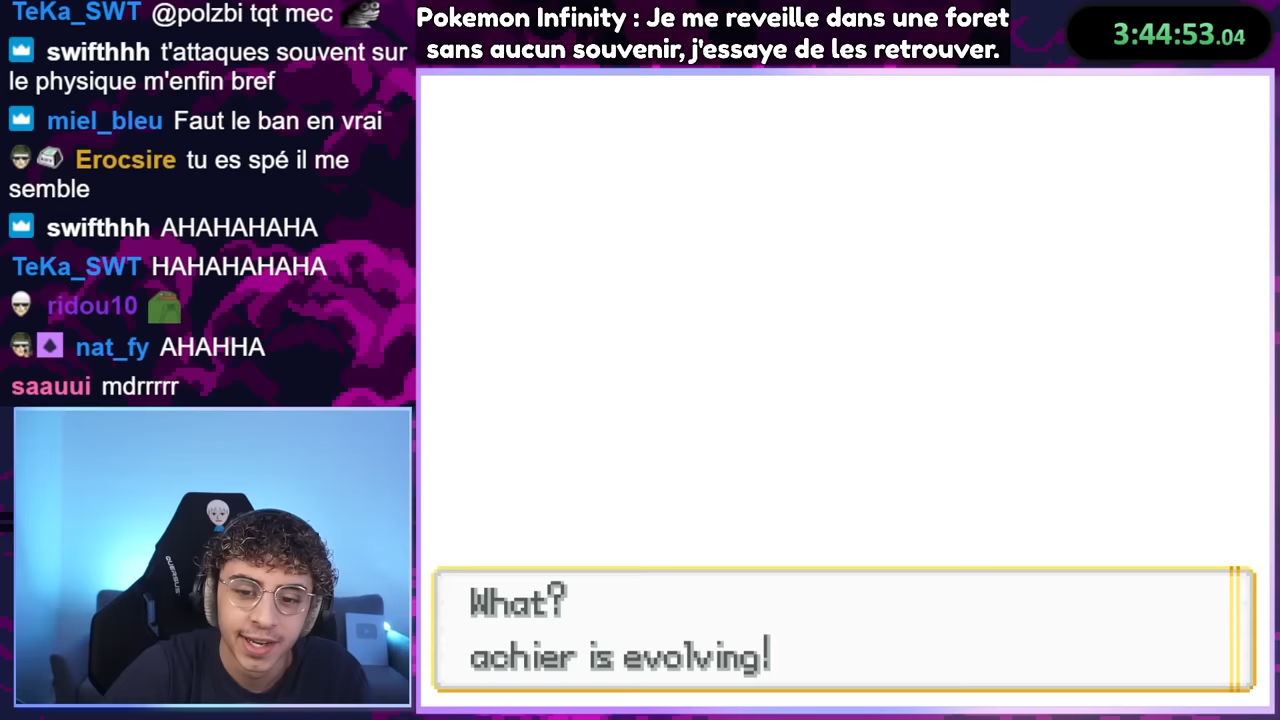 TeKa_SWT @polzbi tqt mec
swifthhh t'attaques souvent sur
le physique m'enfin bref
miel_bleu Faut le ban en vrai
Erocsire tu es spé il me
semble
swifthhh AHAHAHAHA
TeKa_SWT HAHAHAHAHA
ridou10
nat_fy AHAHHA
saauui mdrrrrr
Pokemon Infinity : Je me reveille dans une foret
sans aucun souvenir, j'essaye de les retrouver.
3:44:53.04
QUERSUS
What?
achier is evolving!